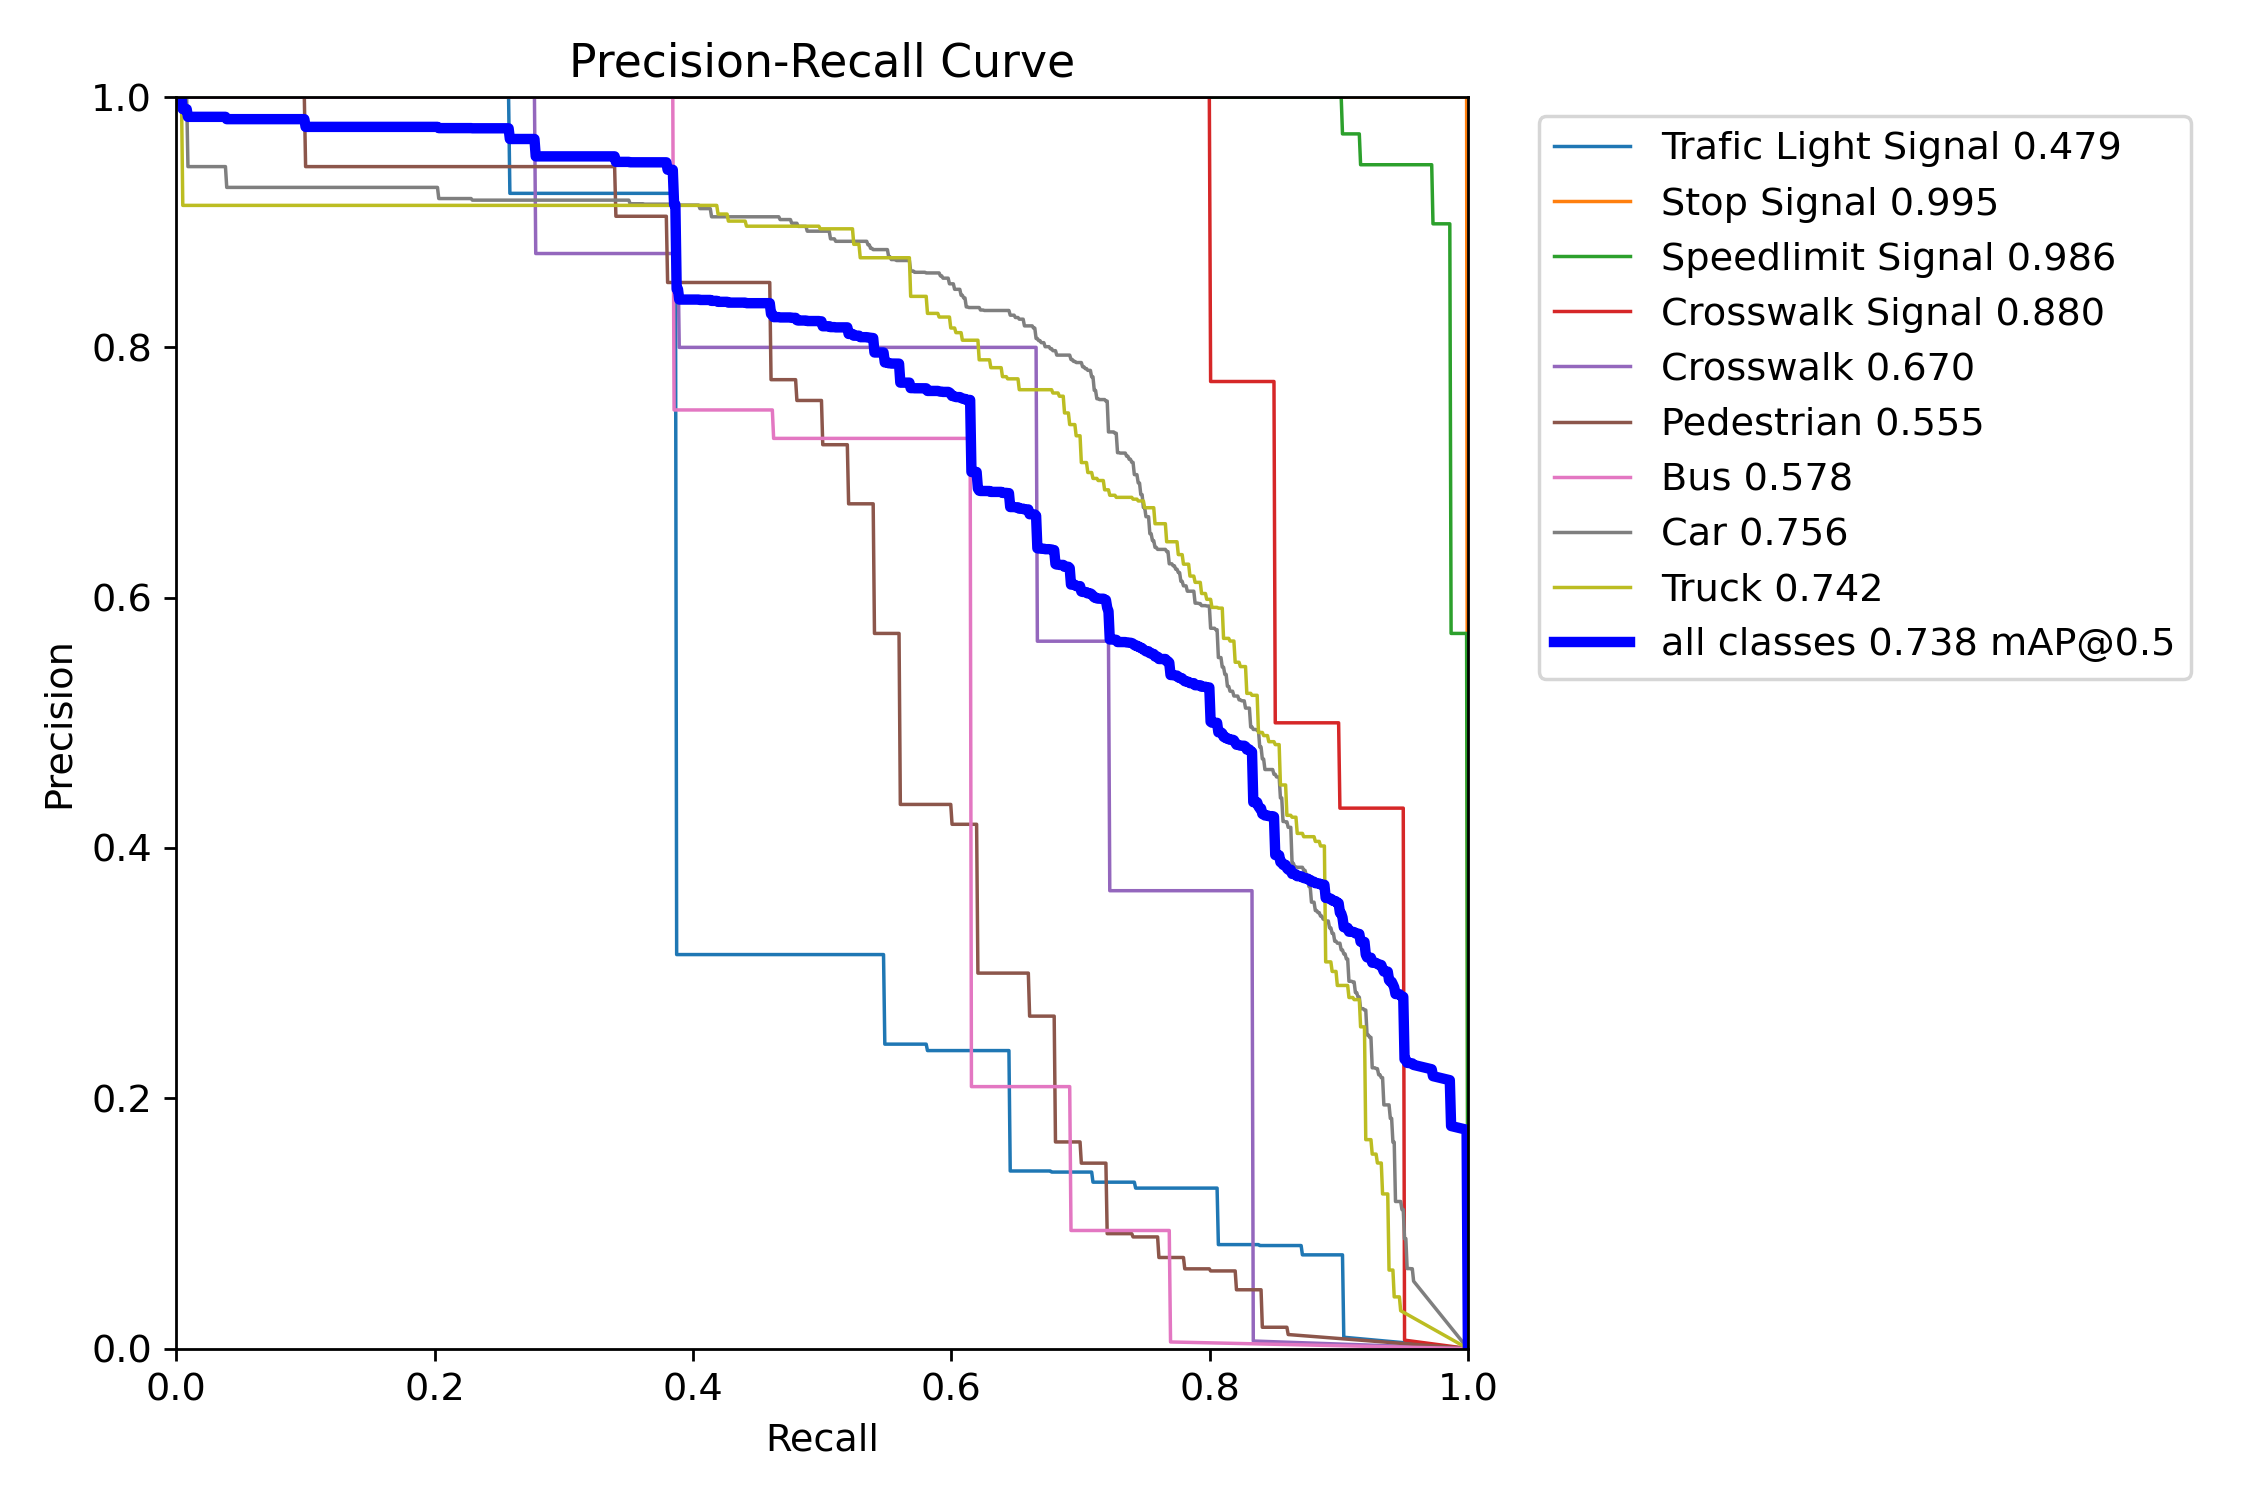 Precision-Recall Curve
1.0
0.8
0.6
0.4
0.2
0.0
Precision
0.0 0.2 0.4 0.6 0.8 1.0
Recall
Trafic Light Signal 0.479
Stop Signal 0.995
Speedlimit Signal 0.986
Crosswalk Signal 0.880
Crosswalk 0.670
Pedestrian 0.555
Bus 0.578
Car 0.756
Truck 0.742
all classes 0.738 mAP@0.5